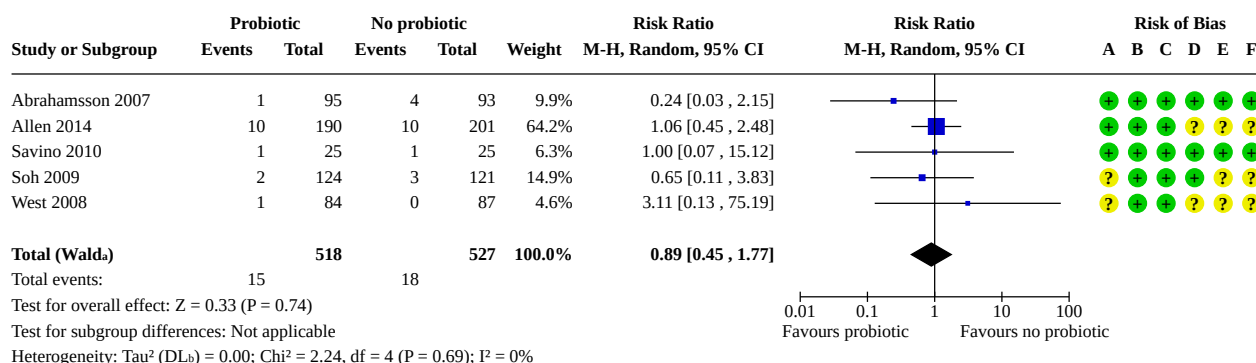 Probiotic No probiotic Risk Ratio Risk Ratio Risk of Bias
Study or Subgroup Events Total Events Total Weight M-H, Random, 95% CI M-H, Random, 95% CI A B C D E F
Abrahamsson 2007 1 95 4 93 9.9% 0.24 [0.03 , 2.15] + + + + + +
Allen 2014 10 190 10 201 64.2% 1.06 [0.45 , 2.48] + + + ? ? ?
Savino 2010 1 25 1 25 6.3% 1.00 [0.07 , 15.12] + + + + + +
Soh 2009 2 124 3 121 14.9% 0.65 [0.11 , 3.83] ? + + + ? ?
West 2008 1 84 0 87 4.6% 3.11 [0.13 , 75.19] ? + + ? ? ?
Total (Walda) 518 527 100.0% 0.89 [0.45 , 1.77]
Total events: 15 18
Test for overall effect: Z = 0.33 (P = 0.74)
0.01 0.1 1 10 100
Test for subgroup differences: Not applicable
Favours probiotic Favours no probiotic
Heterogeneity: Tau² (DLb) = 0.00; Chi² = 2.24, df = 4 (P = 0.69); I² = 0%